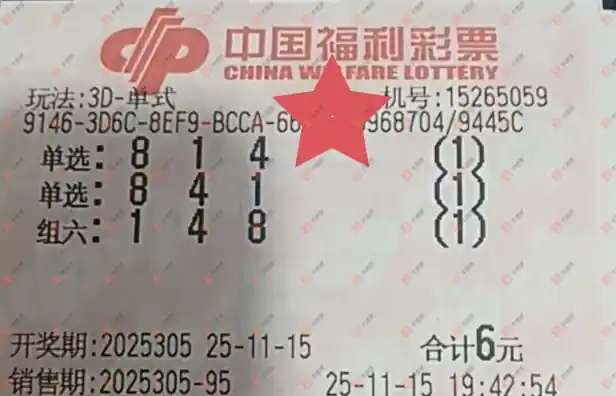 中国福利彩票
CHINA WELFARE LOTTERY
玩法:3D-单式 机号:15265059
9146-3D6C-8EF9-BCCA-66 968704/9445C
单选: 8 1 4 (1)
单选: 8 4 1 (1)
组六: 1 4 8 (1)
开奖期:2025305 25-11-15 合计6元
销售期:2025305-95 25-11-15 19:42:54